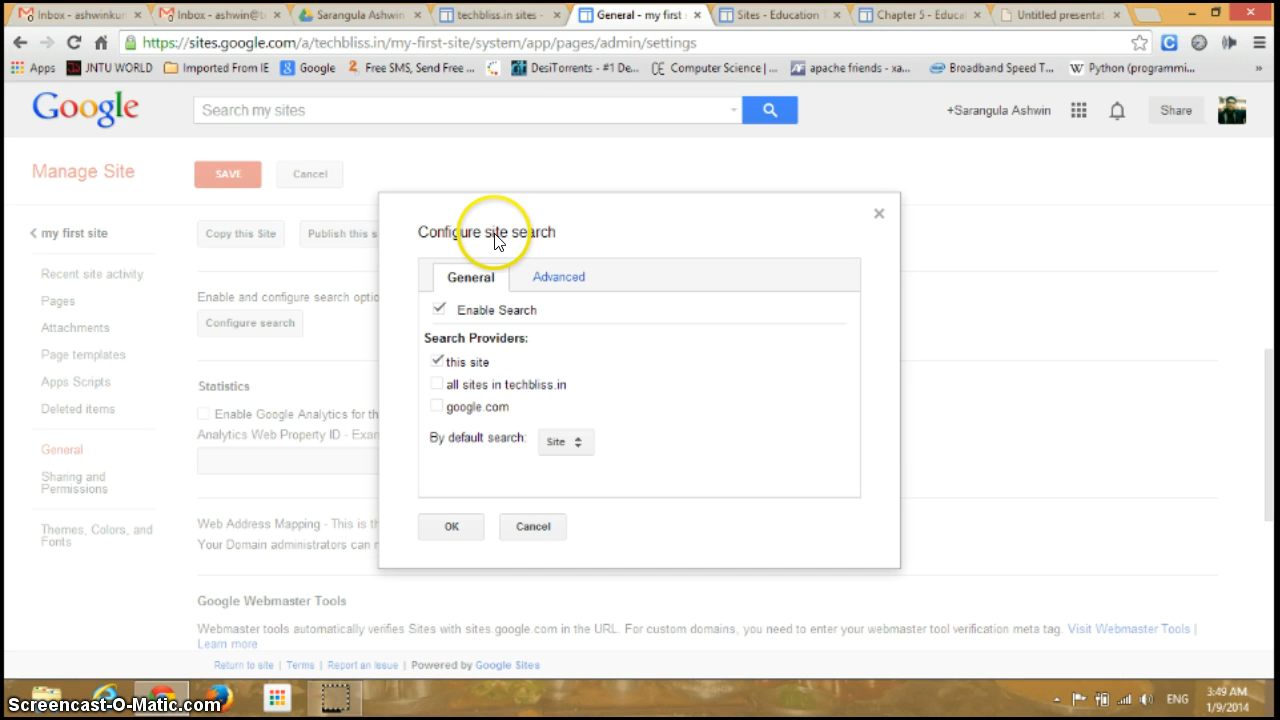 Inbox - ashwinkun
Inbox - ashwin@t
Sarangula Ashwin
techbliss.in sites -
General - my first
Sites - Education
Chapter 5 - Educa
Untitled presenta
https://sites.google.com/a/techbliss.in/my-first-site/system/app/pages/admin/settings
Apps
JNTU WORLD
Imported From IE
Google
Free SMS, Send Free ...
DesiTorrents - #1 De...
Computer Science | ...
apache friends - xa...
Broadband Speed T...
Python (programmi...
»
Google
Search my sites
+Sarangula Ashwin
Share
Manage Site
SAVE
Cancel
my first site
Recent site activity
Pages
Attachments
Page templates
Apps Scripts
Deleted items
General
Sharing and
Permissions
Themes, Colors, and
Fonts
Copy this Site
Publish this s
Enable and configure search optio
Configure search
Statistics
Enable Google Analytics for th
Analytics Web Property ID - Exam
Web Address Mapping - This is th
Your Domain administrators can m
Google Webmaster Tools
Webmaster tools automatically verifies Sites with sites.google.com in the URL. For custom domains, you need to enter your webmaster tool verification meta tag. Visit Webmaster Tools |
Learn more
Configure site search
General
Advanced
Enable Search
Search Providers:
this site
all sites in techbliss.in
google.com
By default search:
Site
OK
Cancel
Return to site | Terms | Report an Issue | Powered by Google Sites
Screencast-O-Matic.com
ENG
3:49 AM
1/9/2014